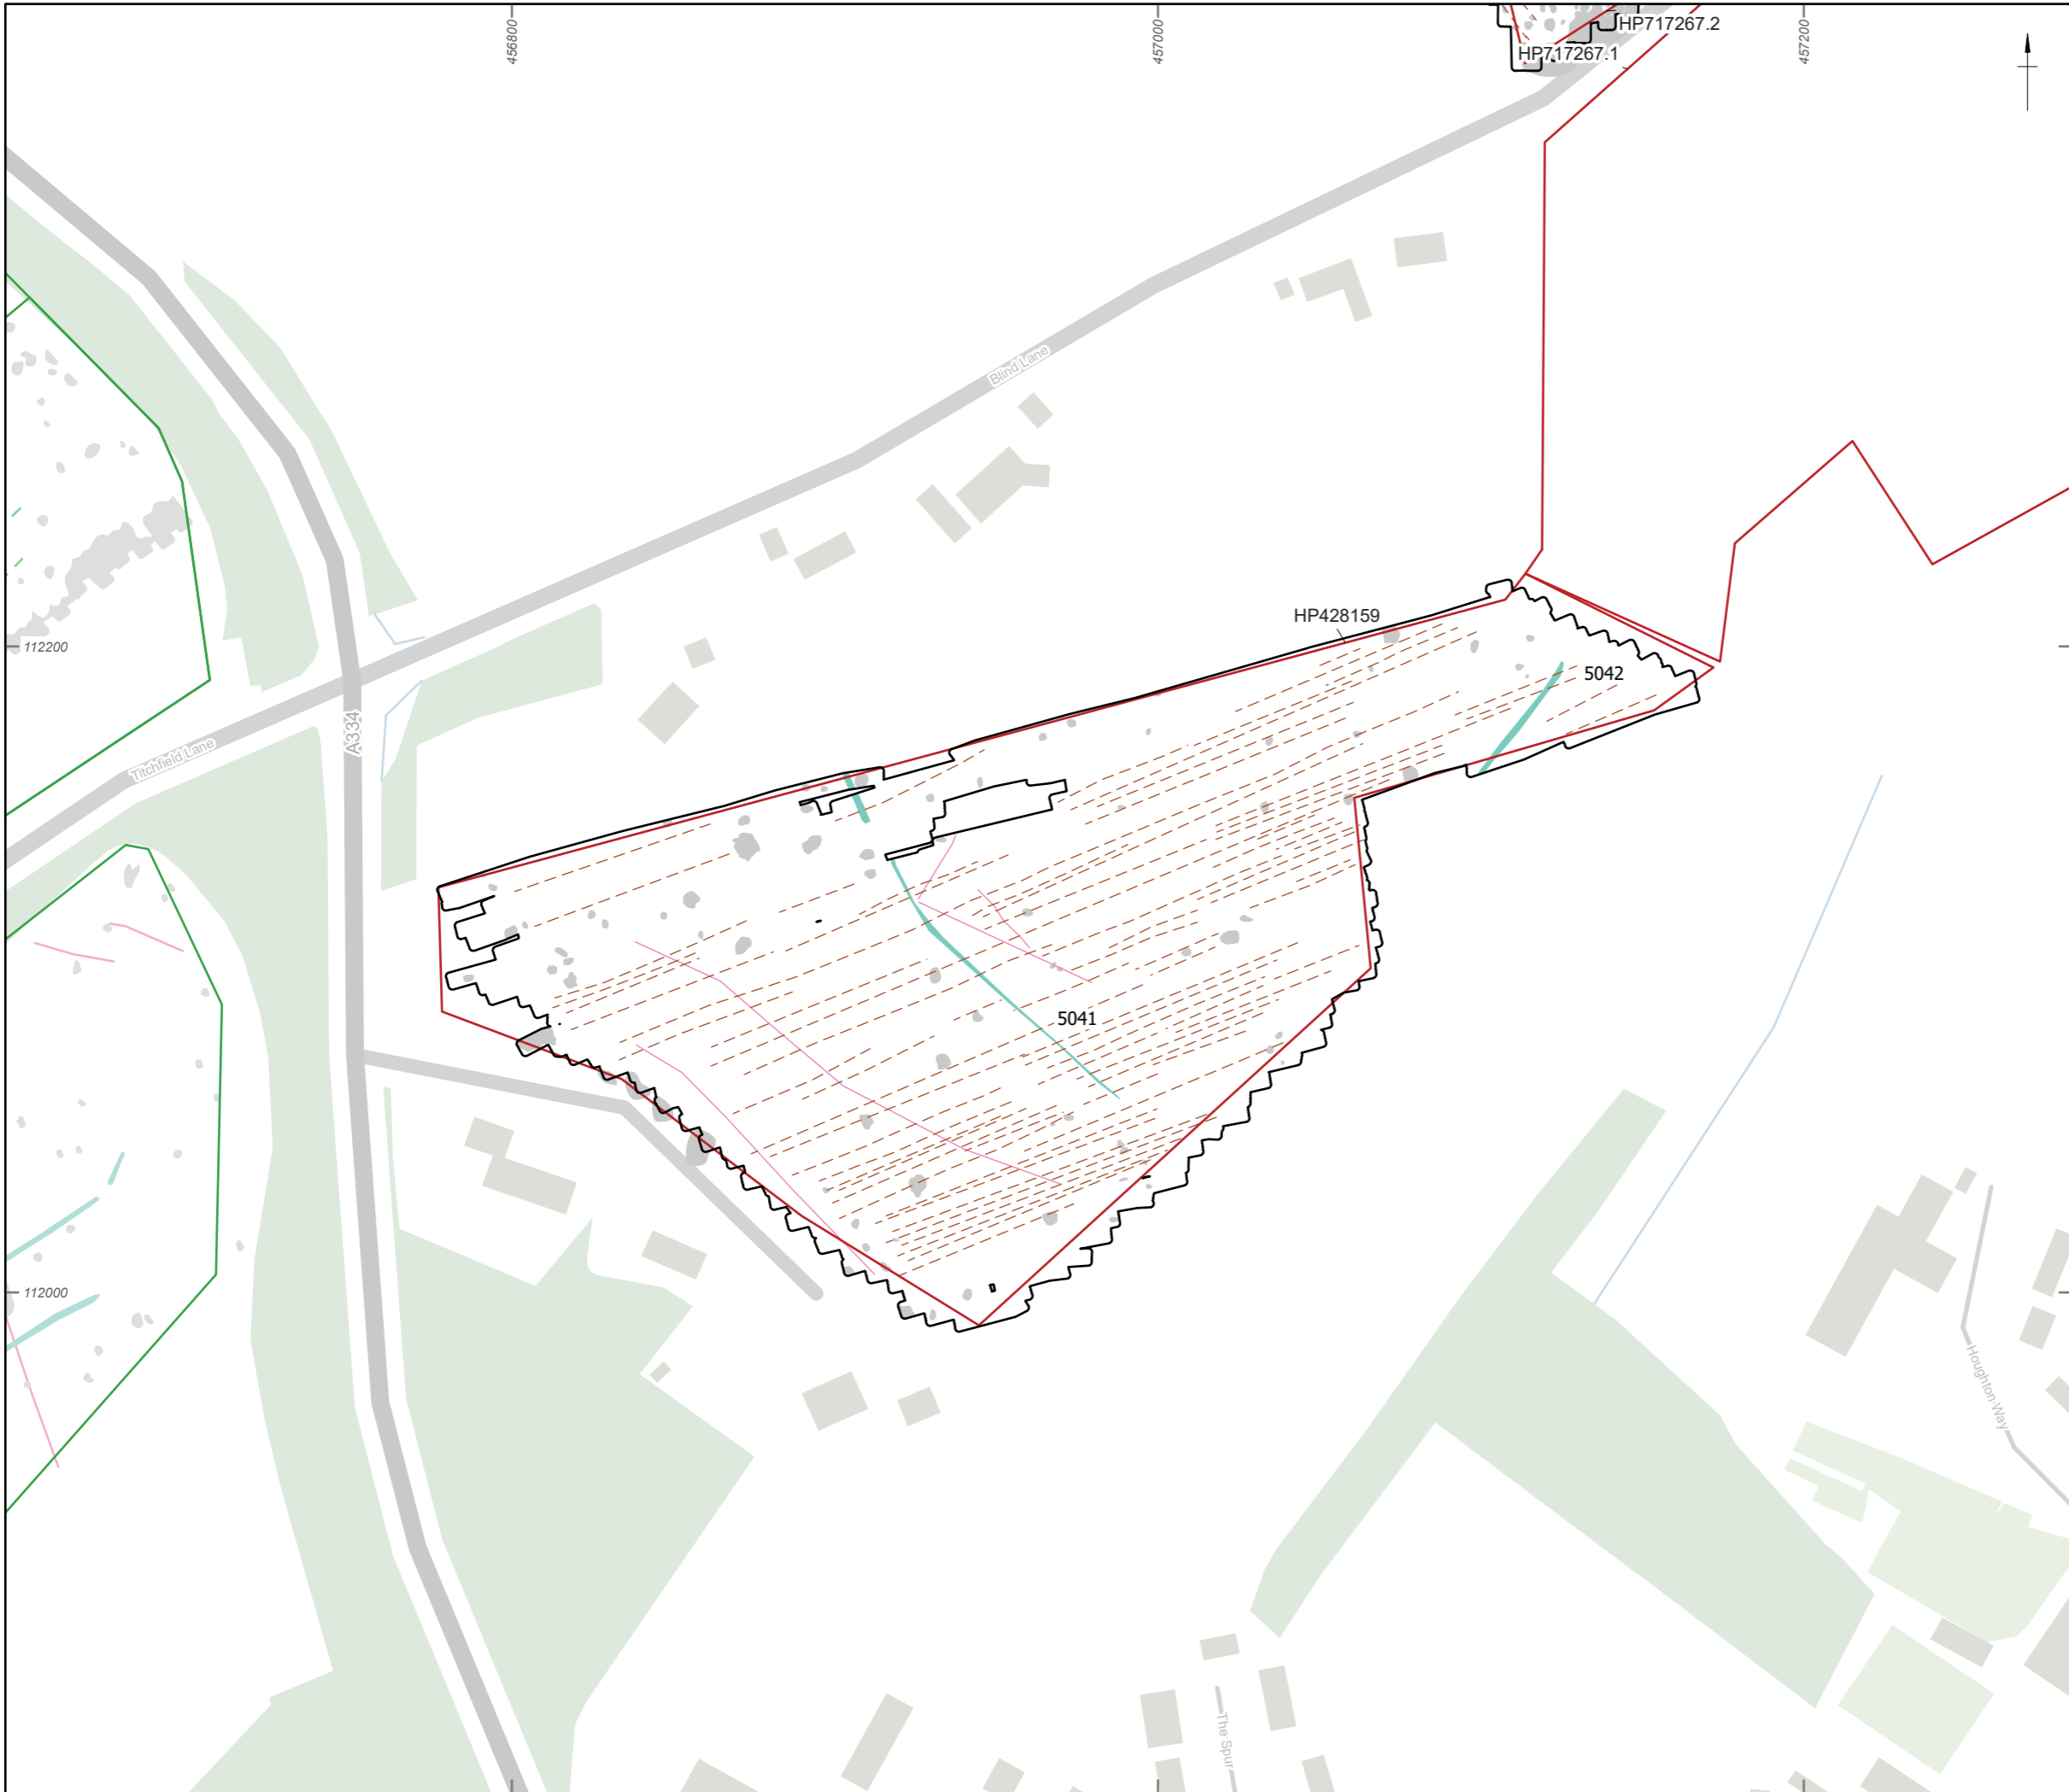 456800
457000
457200
HP717267.2
HP717267.1
Blind Lane
HP428159
112200
5042
A334
Titchfield Lane
5041
112000
Houghton Way
The Spur